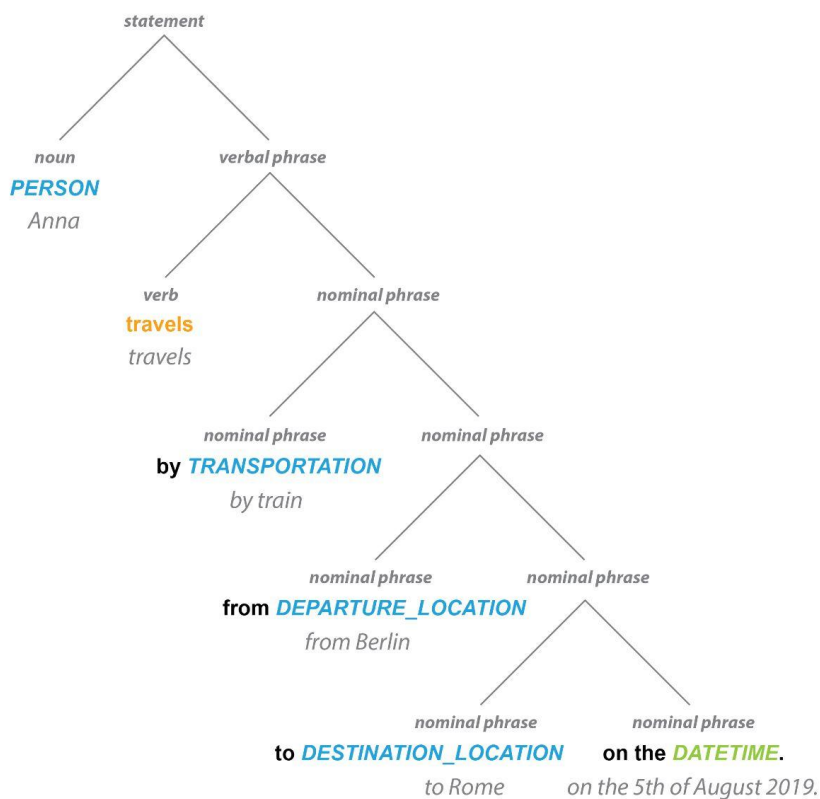 statement
noun
verbal phrase
PERSON
Anna
verb
nominal phrase
travels
travels
nominal phrase
nominal phrase
by TRANSPORTATION
by train
nominal phrase
nominal phrase
from DEPARTURE_LOCATION
from Berlin
nominal phrase
nominal phrase
to DESTINATION_LOCATION
on the DATETIME.
to Rome
on the 5th of August 2019.